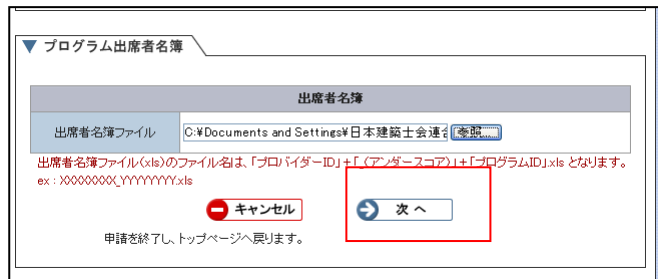 プログラム出席者名簿
出席者名簿
出席者名簿ファイル C:¥Documents and Settings¥日本建築士会連合 参照...
出席者名簿ファイル(xls)のファイル名は、「プロバイダーID」+「_(アンダースコア)」+「プログラムID」.xls となります。
ex : XXXXXXXX_YYYYYYYY.xls
キャンセル 次 へ
申請を終了し、トップページへ戻ります。